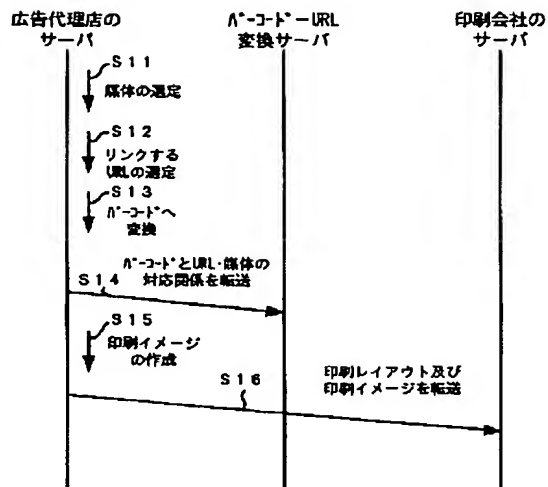 広告代理店の
サーバ
バーコード－URL
変換サーバ
印刷会社の
サーバ
S11
媒体の選定
S12
リンクする
URLの選定
S13
バーコードへ
変換
バーコードとURL・媒体の
対応関係を転送
S14
S15
印刷イメージ
の作成
S16
印刷レイアウト及び
印刷イメージを転送